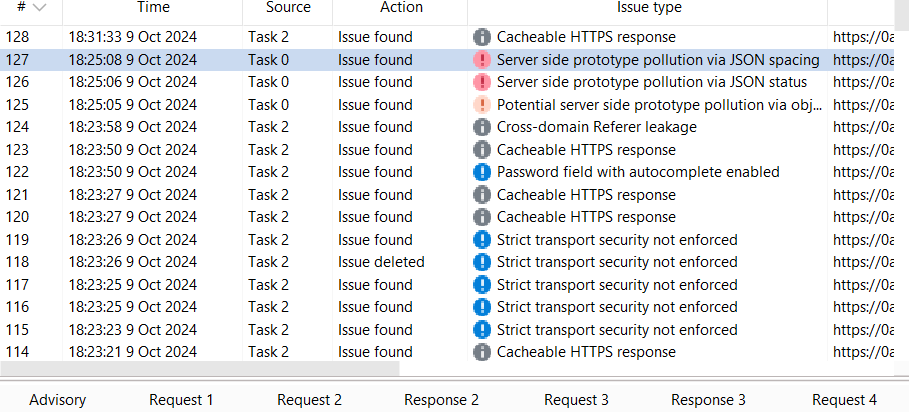 # Time Source Action Issue type
128 18:31:33 9 Oct 2024 Task 2 Issue found Cacheable HTTPS response https://0a
127 18:25:08 9 Oct 2024 Task 0 Issue found Server side prototype pollution via JSON spacing https://0a
126 18:25:06 9 Oct 2024 Task 0 Issue found Server side prototype pollution via JSON status https://0a
125 18:25:05 9 Oct 2024 Task 0 Issue found Potential server side prototype pollution via obj... https://0a
124 18:23:58 9 Oct 2024 Task 2 Issue found Cross-domain Referer leakage https://0a
123 18:23:50 9 Oct 2024 Task 2 Issue found Cacheable HTTPS response https://0a
122 18:23:50 9 Oct 2024 Task 2 Issue found Password field with autocomplete enabled https://0a
121 18:23:27 9 Oct 2024 Task 2 Issue found Cacheable HTTPS response https://0a
120 18:23:27 9 Oct 2024 Task 2 Issue found Cacheable HTTPS response https://0a
119 18:23:26 9 Oct 2024 Task 2 Issue found Strict transport security not enforced https://0a
118 18:23:26 9 Oct 2024 Task 2 Issue deleted Strict transport security not enforced https://0a
117 18:23:25 9 Oct 2024 Task 2 Issue found Strict transport security not enforced https://0a
116 18:23:25 9 Oct 2024 Task 2 Issue found Strict transport security not enforced https://0a
115 18:23:23 9 Oct 2024 Task 2 Issue found Strict transport security not enforced https://0a
114 18:23:21 9 Oct 2024 Task 2 Issue found Cacheable HTTPS response https://0a
Advisory Request 1 Request 2 Response 2 Request 3 Response 3 Request 4